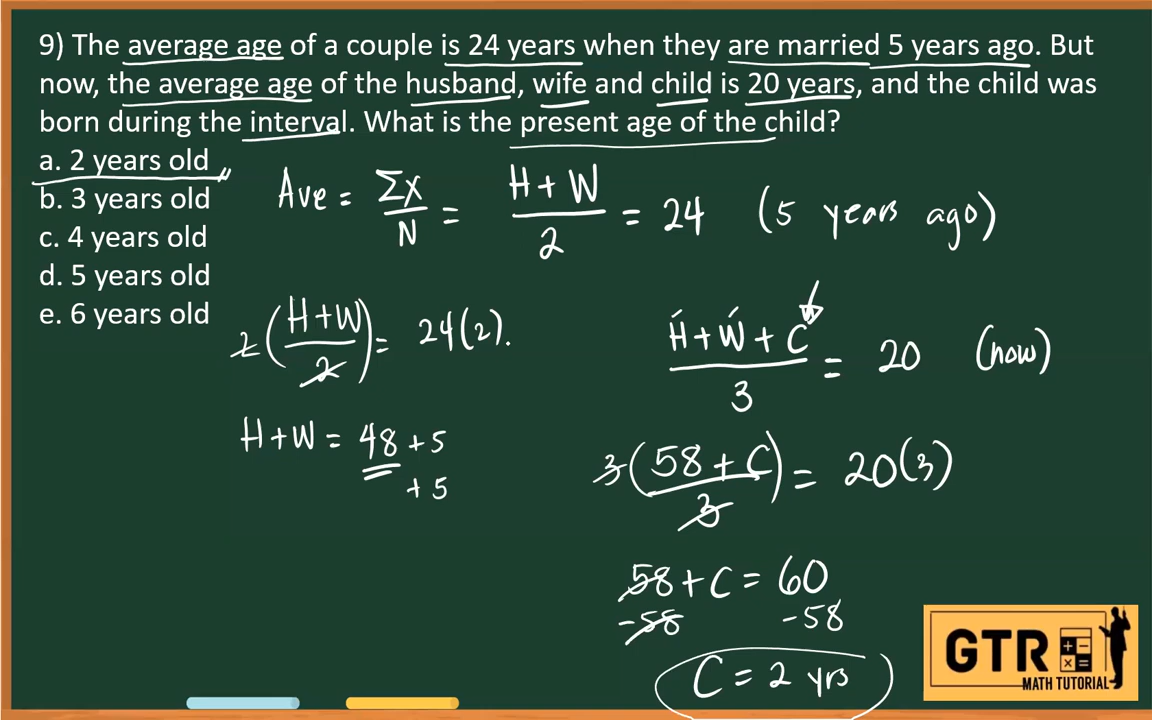 9) The average age of a couple is 24 years when they are married 5 years ago. But
now, the average age of the husband, wife and child is 20 years, and the child was
born during the interval. What is the present age of the child?
a. 2 years old
b. 3 years old
c. 4 years old
d. 5 years old
e. 6 years old
Ave = Σx/N = H + W/2 = 24 (5 years ago)
2(H+W/2) = 24(2).
H+W = 48 + 5
+ 5
H́ + Ẃ + C/3 = 20 (now)
3(58 + C/3) = 20(3)
58 + C = 60
-58 -58
C = 2 yrs
GTR
MATH TUTORIAL